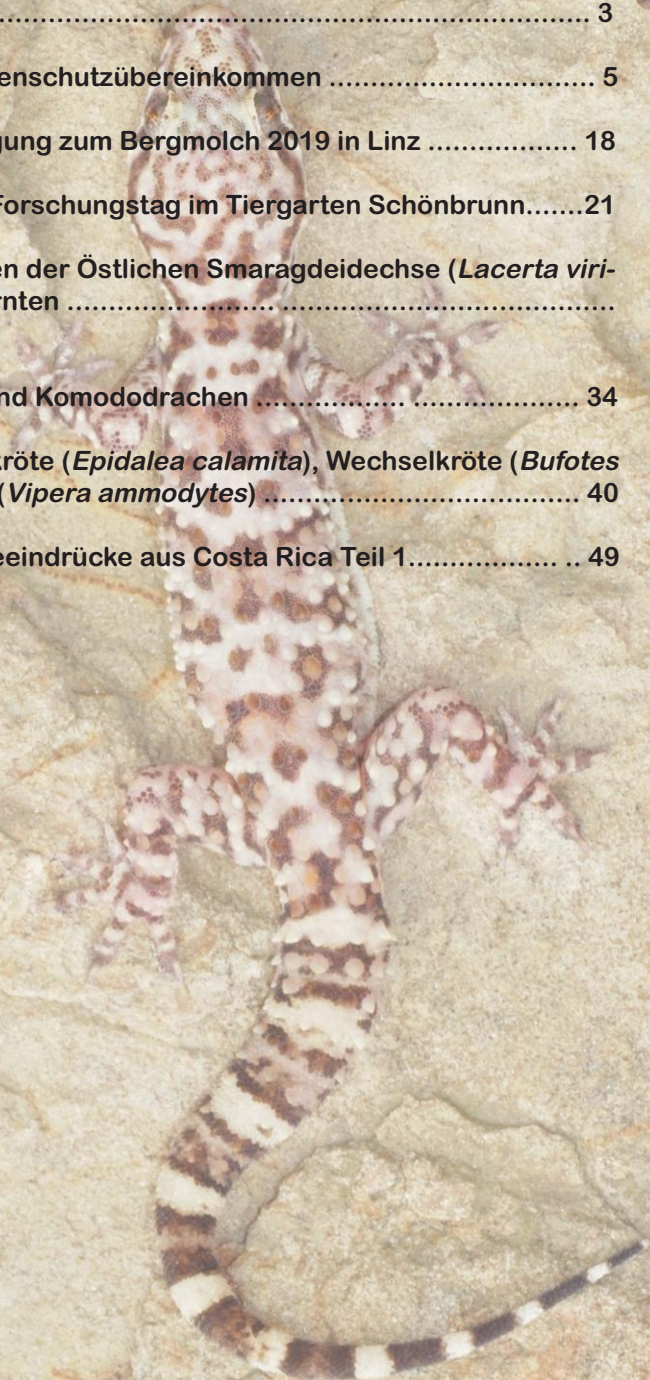 ........................................................................ 3
enschutzübereinkommen ................................ 5
gung zum Bergmolch 2019 in Linz .................. 18
Forschungstag im Tiergarten Schönbrunn.......21
en der Östlichen Smaragdeidechse (Lacerta viri-
rnten .......................... ........................................
nd Komododrachen .................. .................... 34
kröte (Epidalea calamita), Wechselkröte (Bufotes
(Vipera ammodytes) ...................................... 40
eeindrücke aus Costa Rica Teil 1.................. .. 49